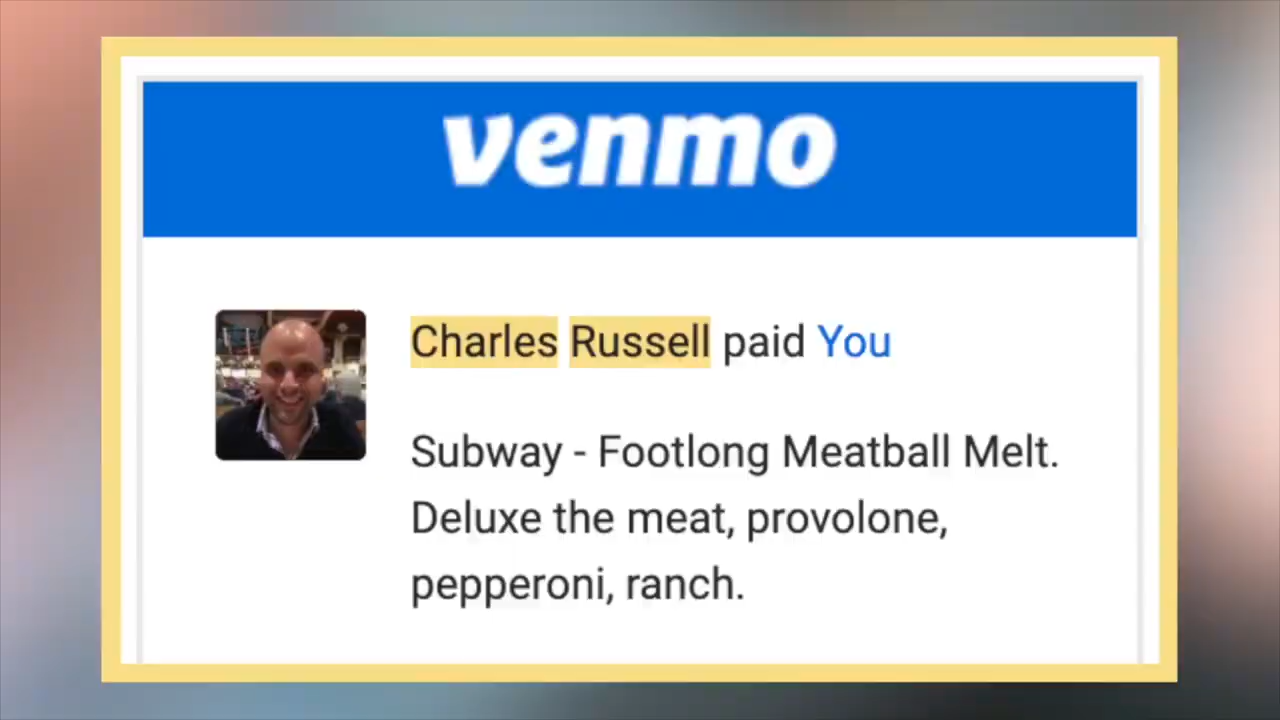 venmo
Charles Russell paid You
Subway - Footlong Meatball Melt.
Deluxe the meat, provolone,
pepperoni, ranch.